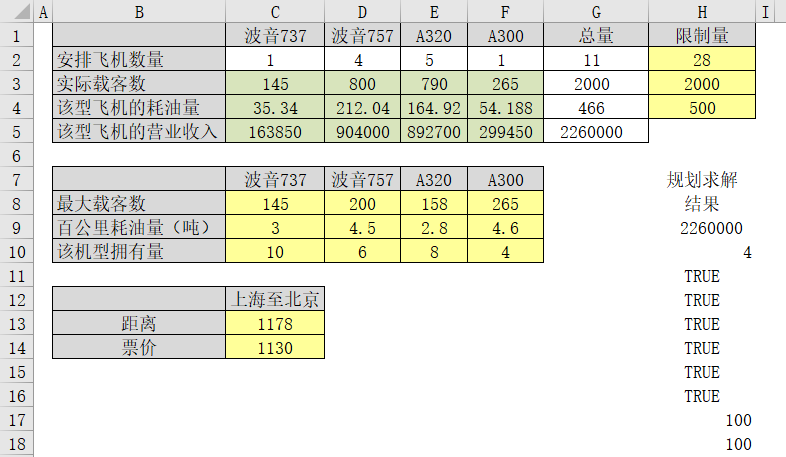 A B C D E F G H I
1 波音737 波音757 A320 A300 总量 限制量
2 安排飞机数量 1 4 5 1 11 28
3 实际载客数 145 800 790 265 2000 2000
4 该型飞机的耗油量 35.34 212.04 164.92 54.188 466 500
5 该型飞机的营业收入 163850 904000 892700 299450 2260000
6
7 波音737 波音757 A320 A300 规划求解
8 最大载客数 145 200 158 265 结果
9 百公里耗油量（吨） 3 4.5 2.8 4.6 2260000
10 该机型拥有量 10 6 8 4 4
11 TRUE
12 上海至北京 TRUE
13 距离 1178 TRUE
14 票价 1130 TRUE
15 TRUE
16 TRUE
17 100
18 100